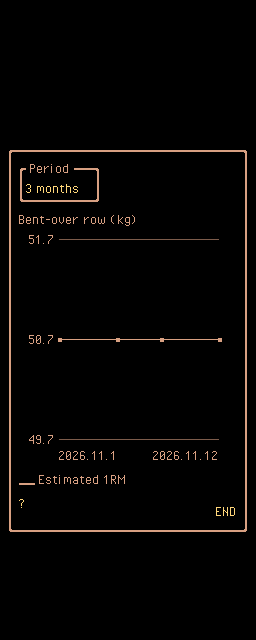 Period
3 months
Bent-over row (kg)
51.7
50.7
49.7
2026.11.1 2026.11.12
Estimated 1RM
?
END